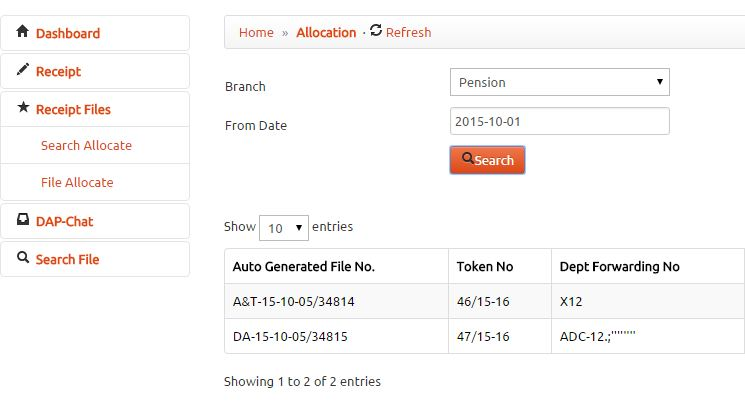 Dashboard
Receipt
Receipt Files
Search Allocate
File Allocate
DAP-Chat
Search File
Home » Allocation · Refresh
Branch Pension
From Date 2015-10-01
Search
Show 10 entries
Auto Generated File No. Token No Dept Forwarding No
A&T-15-10-05/34814 46/15-16 X12
DA-15-10-05/34815 47/15-16 ADC-12.;''''''''
Showing 1 to 2 of 2 entries